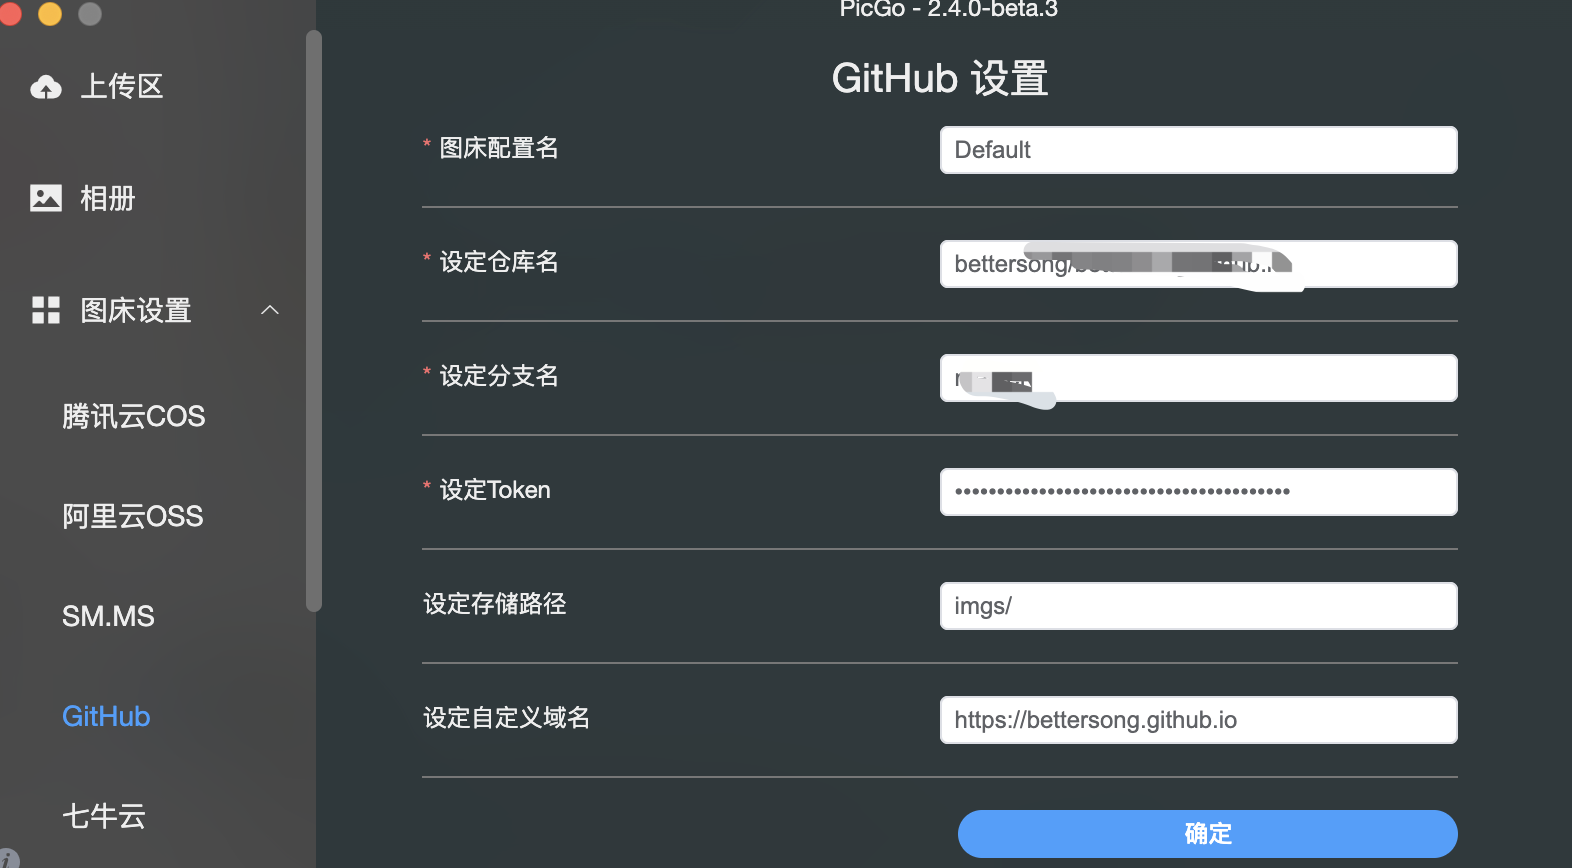 PicGo - 2.4.0-beta.3
上传区
相册
图床设置
腾讯云COS
阿里云OSS
SM.MS
GitHub
七牛云
GitHub 设置
* 图床配置名
Default
* 设定仓库名
bettersong/
* 设定分支名
* 设定Token
••••••••••••••••••••••••••••••••••••••••
设定存储路径
imgs/
设定自定义域名
https://bettersong.github.io
确定